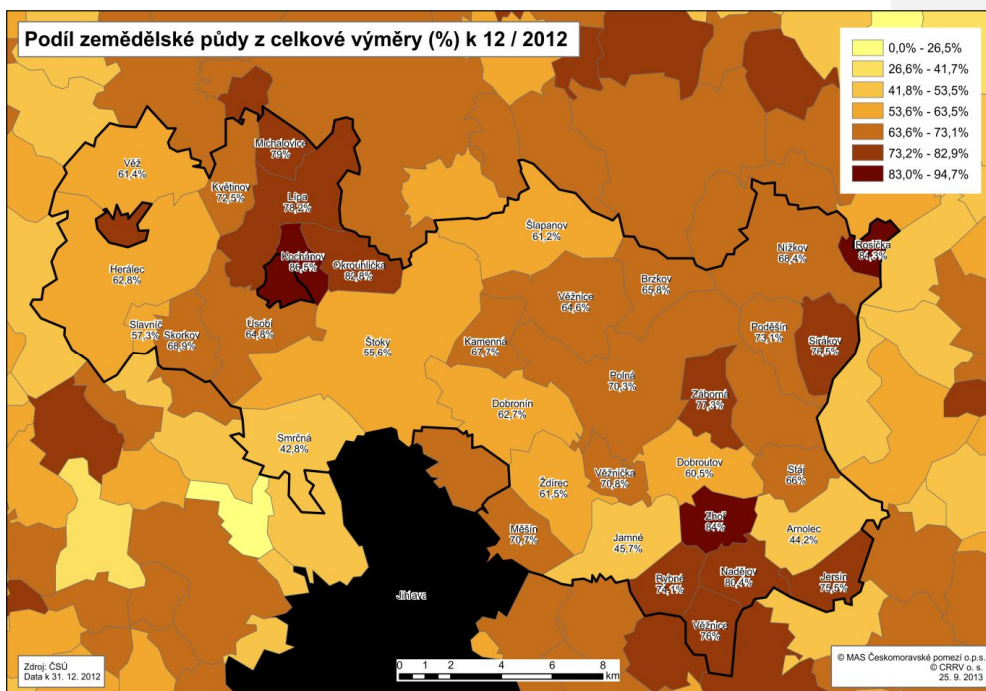 Podíl zemědělské půdy z celkové výměry (%) k 12 / 2012
0,0% - 26,5%
26,6% - 41,7%
41,8% - 53,5%
53,6% - 63,5%
63,6% - 73,1%
73,2% - 82,9%
83,0% - 94,7%
Michalovice
79%
Věž
61,4%
Květinov
72,5%
Lípa
78,2%
Šlapanov
61,2%
Nížkov
68,4%
Rosička
84,3%
Kochánov
86,5%
Okrouhlička
82,8%
Herálec
62,8%
Brzkov
65,8%
Věžnice
64,6%
Slavníč
57,3%
Skorkov
68,9%
Úsobí
64,8%
Štoky
55,6%
Kamenná
67,7%
Poděšín
73,1%
Sirákov
76,5%
Polná
70,3%
Záborná
77,3%
Dobronín
62,7%
Smrčná
42,8%
Ždírec
61,5%
Věžnička
70,8%
Dobroutov
60,5%
Stáj
66%
Měšín
70,7%
Jamné
45,7%
Zhoř
84%
Arnolec
44,2%
Rybné
74,1%
Nadějov
80,4%
Jersín
75,5%
Jihlava
Věžnice
76%
Zdroj: ČSÚ
Data k 31. 12. 2012
0 1 2 4 6 8
km
© MAS Českomoravské pomezí o.p.s.
© CRRV o. s.
25. 9. 2013